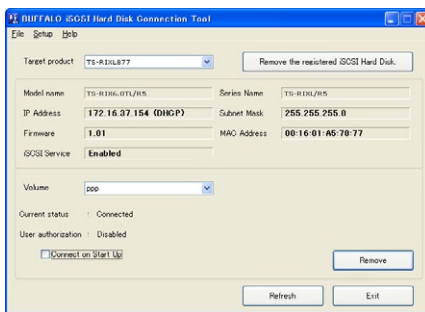 BUFFALO iSCSI Hard Disk Connection Tool
File Setup Help
Target product TS-RIXL877 Remove the registered iSCSI Hard Disk.
Model name TS-RIX6.0TL/R5 Series Name TS-RIXL/R5
IP Address 172.16.37.154 (DHCP) Subnet Mask 255.255.255.0
Firmware 1.01 MAC Address 00:16:01:A5:78:77
iSCSI Service Enabled
Volume ppp
Current status : Connected
User authorization : Disabled
Connect on Start Up
Remove
Refresh Exit